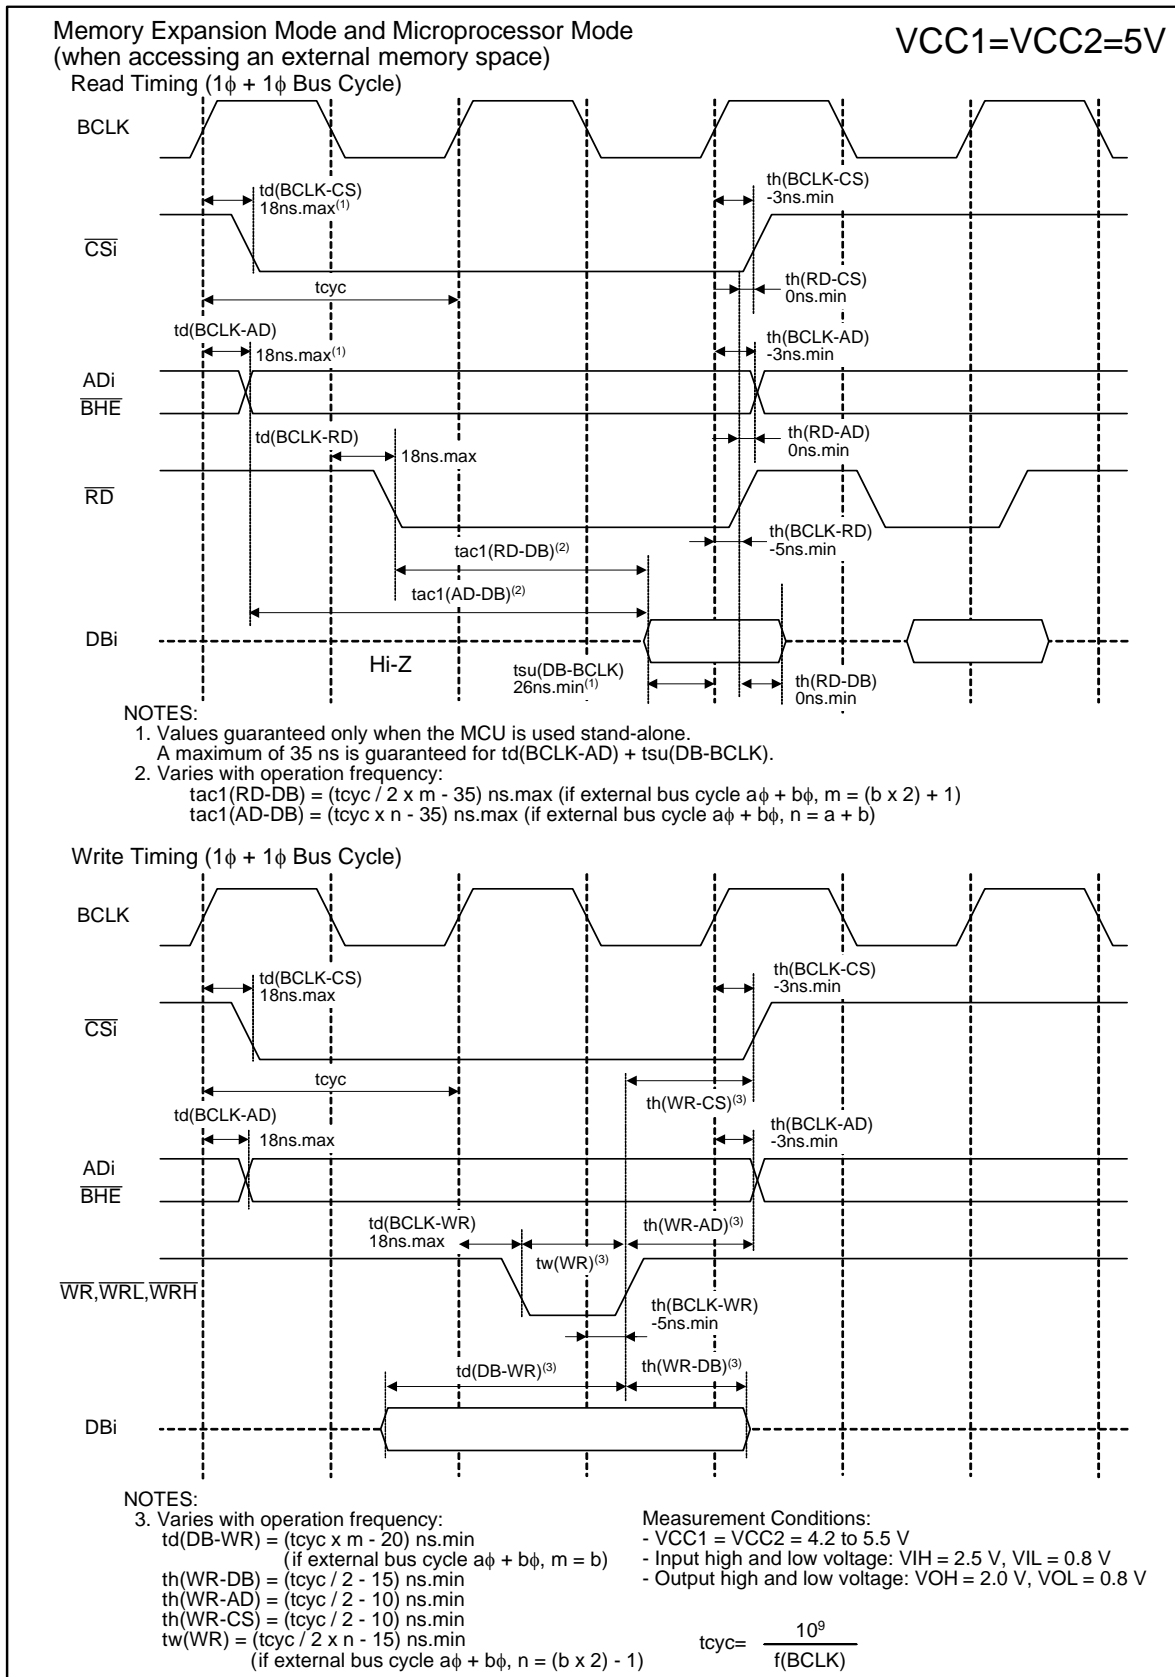 Memory Expansion Mode and Microprocessor Mode
(when accessing an external memory space)
VCC1=VCC2=5V
Read Timing (1ϕ + 1ϕ Bus Cycle)
BCLK
td(BCLK-CS)
18ns.max(1)
th(BCLK-CS)
-3ns.min
CSi
tcyc
th(RD-CS)
0ns.min
td(BCLK-AD)
18ns.max(1)
th(BCLK-AD)
-3ns.min
ADi
BHE
td(BCLK-RD)
18ns.max
th(RD-AD)
0ns.min
RD
th(BCLK-RD)
-5ns.min
tac1(RD-DB)(2)
tac1(AD-DB)(2)
DBi
Hi-Z
tsu(DB-BCLK)
26ns.min(1)
th(RD-DB)
0ns.min
NOTES:
1. Values guaranteed only when the MCU is used stand-alone.
A maximum of 35 ns is guaranteed for td(BCLK-AD) + tsu(DB-BCLK).
2. Varies with operation frequency:
tac1(RD-DB) = (tcyc / 2 x m - 35) ns.max (if external bus cycle aϕ + bϕ, m = (b x 2) + 1)
tac1(AD-DB) = (tcyc x n - 35) ns.max (if external bus cycle aϕ + bϕ, n = a + b)
Write Timing (1ϕ + 1ϕ Bus Cycle)
BCLK
td(BCLK-CS)
18ns.max
th(BCLK-CS)
-3ns.min
CSi
tcyc
th(WR-CS)(3)
td(BCLK-AD)
18ns.max
th(BCLK-AD)
-3ns.min
ADi
BHE
td(BCLK-WR)
18ns.max
tw(WR)(3)
th(WR-AD)(3)
WR,WRL,WRH
th(BCLK-WR)
-5ns.min
td(DB-WR)(3)
th(WR-DB)(3)
DBi
NOTES:
3. Varies with operation frequency:
td(DB-WR) = (tcyc x m - 20) ns.min
(if external bus cycle aϕ + bϕ, m = b)
th(WR-DB) = (tcyc / 2 - 15) ns.min
th(WR-AD) = (tcyc / 2 - 10) ns.min
th(WR-CS) = (tcyc / 2 - 10) ns.min
tw(WR) = (tcyc / 2 x n - 15) ns.min
(if external bus cycle aϕ + bϕ, n = (b x 2) - 1)
Measurement Conditions:
- VCC1 = VCC2 = 4.2 to 5.5 V
- Input high and low voltage: VIH = 2.5 V, VIL = 0.8 V
- Output high and low voltage: VOH = 2.0 V, VOL = 0.8 V
tcyc= 10⁹
f(BCLK)